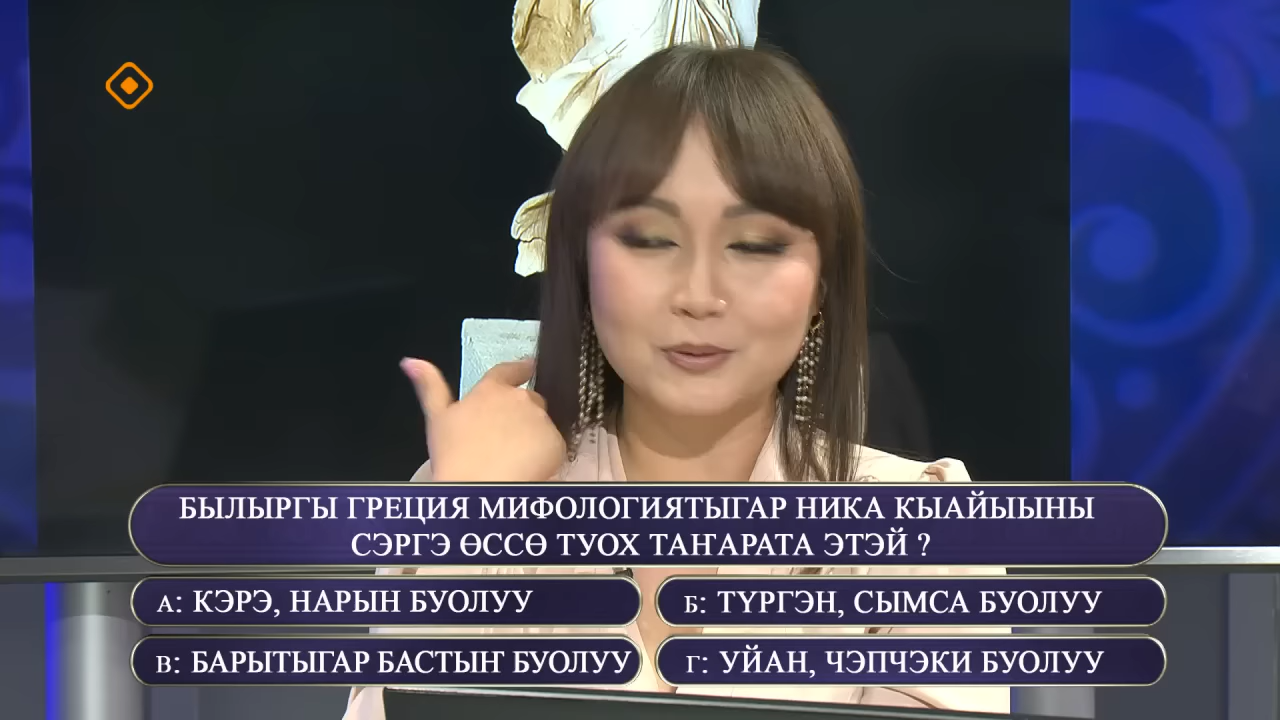 БЫЛЫРГЫ ГРЕЦИЯ МИФОЛОГИЯТЫГАР НИКА КЫАЙЫЫНЫ
СЭРГЭ ӨССӨ ТУОХ ТАҤАРАТА ЭТЭЙ ?
А: КЭРЭ, НАРЫН БУОЛУУ
Б: ТҮРГЭН, СЫМСА БУОЛУУ
В: БАРЫТЫГАР БАСТЫҤ БУОЛУУ
Г: УЙАН, ЧЭПЧЭКИ БУОЛУУ